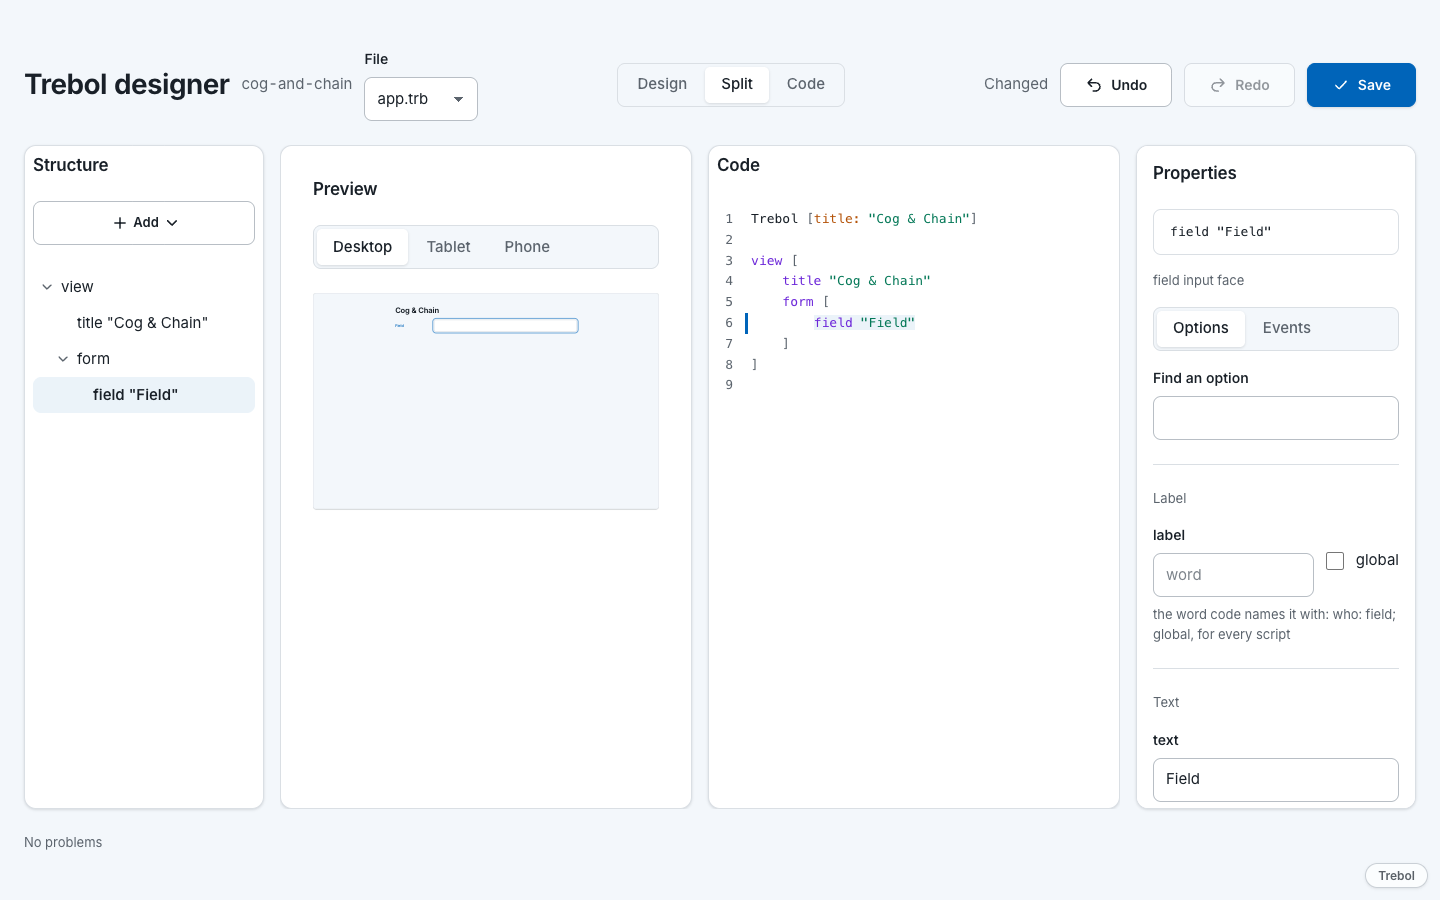 Trebol designer
cog-and-chain
File
app.trb
Design
Split
Code
Changed
Undo
Redo
Save
Structure
Add
view
title "Cog & Chain"
form
field "Field"
Preview
Desktop
Tablet
Phone
Cog & Chain
Field
Code
1 Trebol [title: "Cog & Chain"]
2
3 view [
4 title "Cog & Chain"
5 form [
6 field "Field"
7 ]
8 ]
9
Properties
field "Field"
field input face
Options
Events
Find an option
Label
label
word
global
the word code names it with: who: field;
global, for every script
Text
text
Field
No problems
Trebol